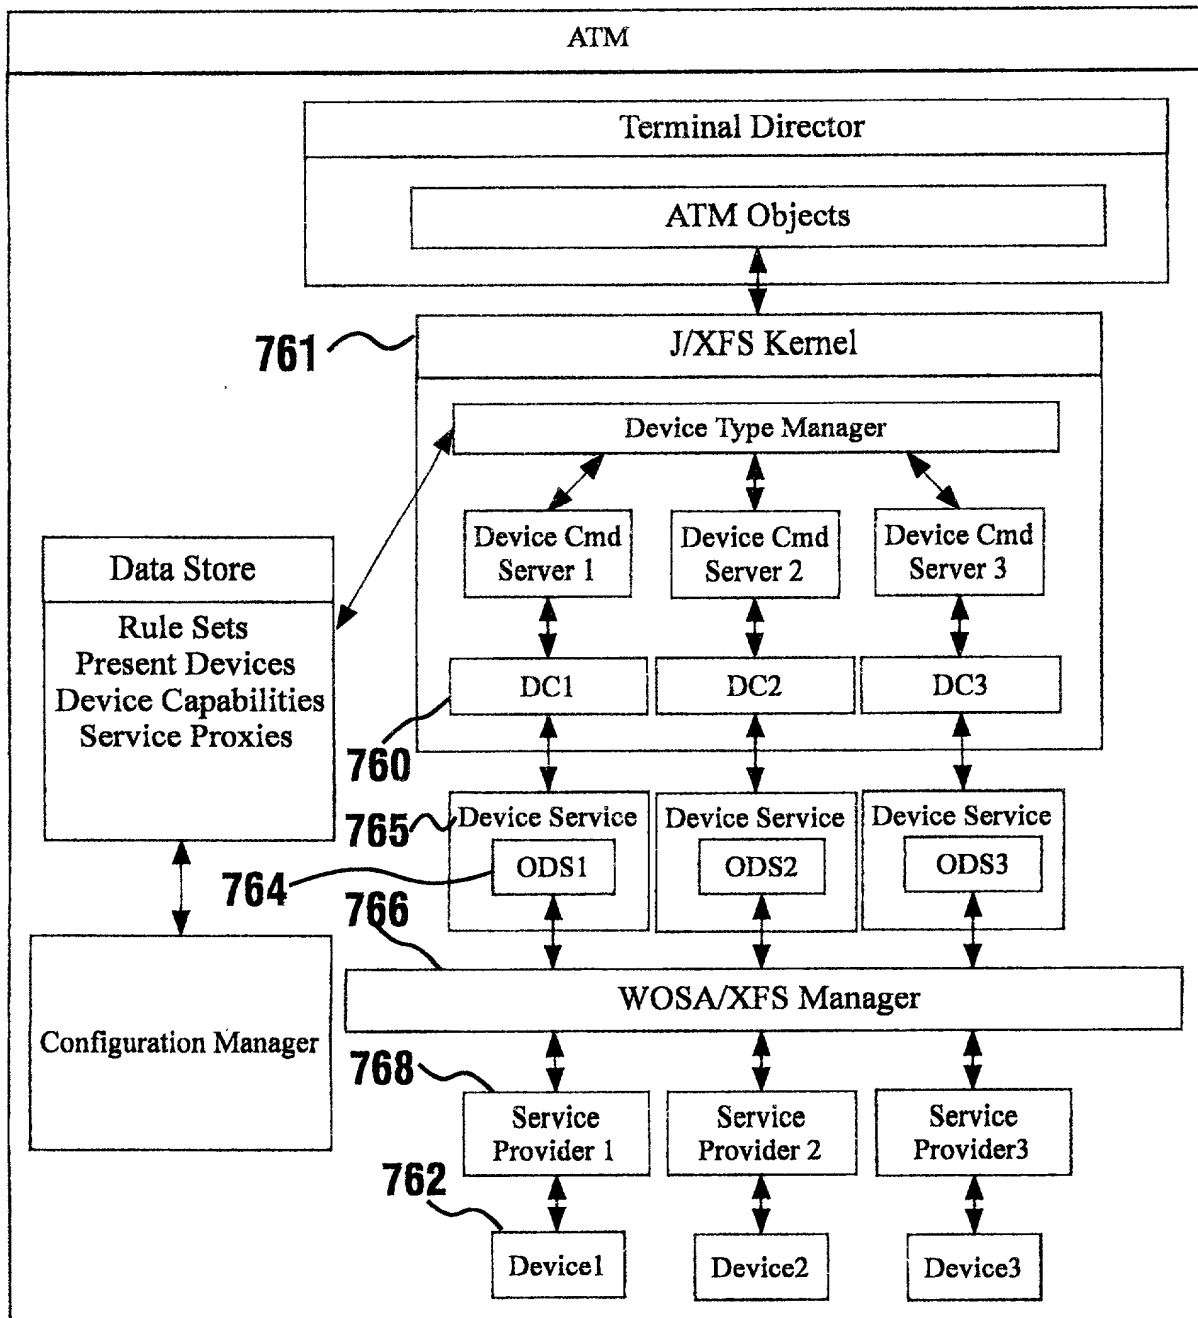 ATM
Terminal Director
ATM Objects
761
J/XFS Kernel
Device Type Manager
Device Cmd
Server 1
Device Cmd
Server 2
Device Cmd
Server 3
Data Store
Rule Sets
Present Devices
Device Capabilities
Service Proxies
DC1
DC2
DC3
760
765
Device Service
ODS1
Device Service
ODS2
Device Service
ODS3
764
766
WOSA/XFS Manager
Configuration Manager
768
Service
Provider 1
Service
Provider 2
Service
Provider3
762
Device1
Device2
Device3